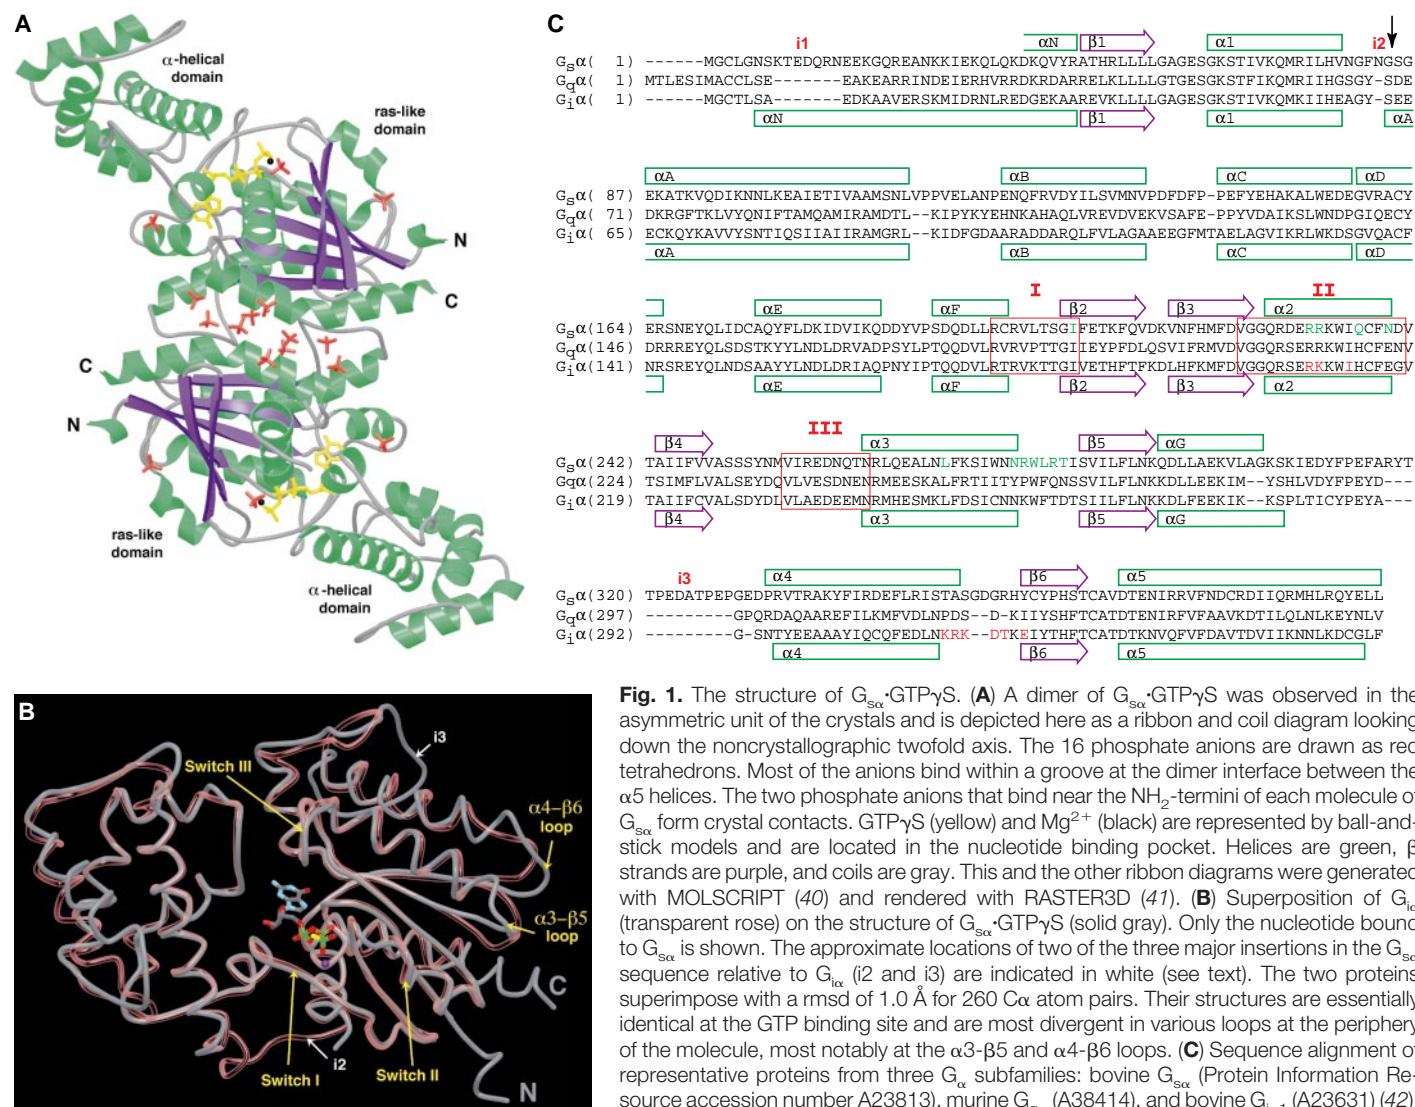 A
α-helical
domain
ras-like
domain
N
C
C
N
ras-like
domain
α-helical
domain
C
i1
i2
αN
β1
α1
Gsα( 1) ------MGCLGNSKTEDQRNEEKGQREANKKIEKQLQKDKQVYRATHRLLLLGAGESGKSTIVKQMRILHVNGFNGSG
Gqα( 1) MTLESIMACCLSE-------EAKEARRINDEIERHVRRDKRDARRELKLLLLGTGESGKSTFIKQMRIIHGSGY-SDE
Giα( 1) ------MGCTLSA-------EDKAAVERSKMIDRNLREDGEKAAREVKLLLLGAGESGKSTIVKQMKIIHEAGY-SEE
αN
β1
α1
αA
αA
αB
αC
αD
Gsα( 87) EKATKVQDIKNNLKEAIETIVAAMSNLVPPVELANPENQFRVDYILSVMNVPDFDFP-PEFYEHAKALWEDEGVRACY
Gqα( 71) DKRGFTKLVYQNIFTAMQAMIRAMDTL--KIPYKYEHNKAHAQLVREVDVEKVSAFE-PPYVDAIKSLWNDPGIQECY
Giα( 65) ECKQYKAVVYSNTIQSIIAIIRAMGRL--KIDFGDAARADDARQLFVLAGAAEEGFMTAELAGVIKRLWKDSGVQACF
αA
αB
αC
αD
I
II
αE
αF
β2
β3
α2
Gsα(164) ERSNEYQLIDCAQYFLDKIDVIKQDDYVPSDQDLLRCRVLTSGIFETKFQVDKVNFHMFDVGGQRDERRKWIQCFNDV
Gqα(146) DRRREYQLSDSTKYYLNDLDRVADPSYLPTQQDVLRVRVPTTGIIEYPFDLQSVIFRMVDVGGQRSERRKWIHCFENV
Giα(141) NRSREYQLNDSAAYYLNDLDRIAQPNYIPTQQDVLRTRVKTTGIVETHFTFKDLHFKMFDVGGQRSERKKWIHCFEGV
αE
αF
β2
β3
α2
III
β4
α3
β5
αG
Gsα(242) TAIIFVVASSSYNMVIREDNQTNRLQEALNLFKSIWNNRWLRTISVILFLNKQDLLAEKVLAGKSKIEDYFPEFARYT
Gqα(224) TSIMFLVALSEYDQVLVESDNENRMEESKALFRTIITYPWFQNSSVILFLNKKDLLEEKIM--YSHLVDYFPEYD---
Giα(219) TAIIFCVALSDYDLVLAEDEEMNRMHESMKLFDSICNNKWFTDTSIILFLNKKDLFEEKIK--KSPLTICYPEYA---
β4
α3
β5
αG
i3
α4
β6
α5
Gsα(320) TPEDATPEPGEDPRVTRAKYFIRDEFLRISTASGDGRHYCYPHSTCAVDTENIRRVFNDCRDIIQRMHLRQYELL
Gqα(297) --------GPQRDAQAAREFILKMFVDLNPDS--D-KIIYSHFTCATDTENIRFVFAAVKDTILQLNLKEYNLV
Giα(292) --------G-SNTYEEAAAYIQCQFEDLNKRK--DTKEIYTHFTCATDTKNVQFVFDAVTDVIIKNNLKDCGLF
α4
β6
α5
B
i3
Switch III
α4–β6
loop
α3–β5
loop
C
i2
Switch I
Switch II
N
Fig. 1. The structure of Gsα·GTPγS. (A) A dimer of Gsα·GTPγS was observed in the
asymmetric unit of the crystals and is depicted here as a ribbon and coil diagram looking
down the noncrystallographic twofold axis. The 16 phosphate anions are drawn as red
tetrahedrons. Most of the anions bind within a groove at the dimer interface between the
α5 helices. The two phosphate anions that bind near the NH2-termini of each molecule of
Gsα form crystal contacts. GTPγS (yellow) and Mg2+ (black) are represented by ball-and-
stick models and are located in the nucleotide binding pocket. Helices are green, β
strands are purple, and coils are gray. This and the other ribbon diagrams were generated
with MOLSCRIPT (40) and rendered with RASTER3D (41). (B) Superposition of Giα
(transparent rose) on the structure of Gsα·GTPγS (solid gray). Only the nucleotide bound
to Gsα is shown. The approximate locations of two of the three major insertions in the Gsα
sequence relative to Giα (i2 and i3) are indicated in white (see text). The two proteins
superimpose with a rmsd of 1.0 Å for 260 Cα atom pairs. Their structures are essentially
identical at the GTP binding site and are most divergent in various loops at the periphery
of the molecule, most notably at the α3-β5 and α4-β6 loops. (C) Sequence alignment of
representative proteins from three Gα subfamilies: bovine Gsα (Protein Information Re-
source accession number A23813), murine (A38414), and bovine (A23631) (42)